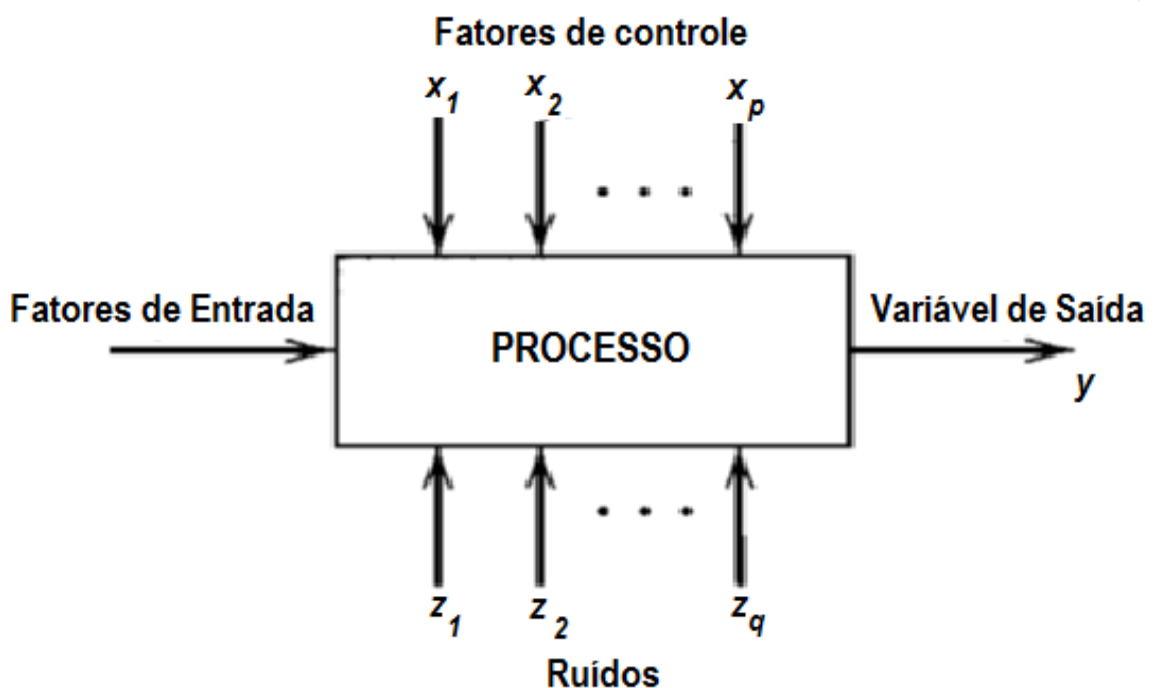 Fatores de controle
x1 x2 . . . xp
Fatores de Entrada
PROCESSO
Variável de Saída
y
z1 z2 . . . zq
Ruídos